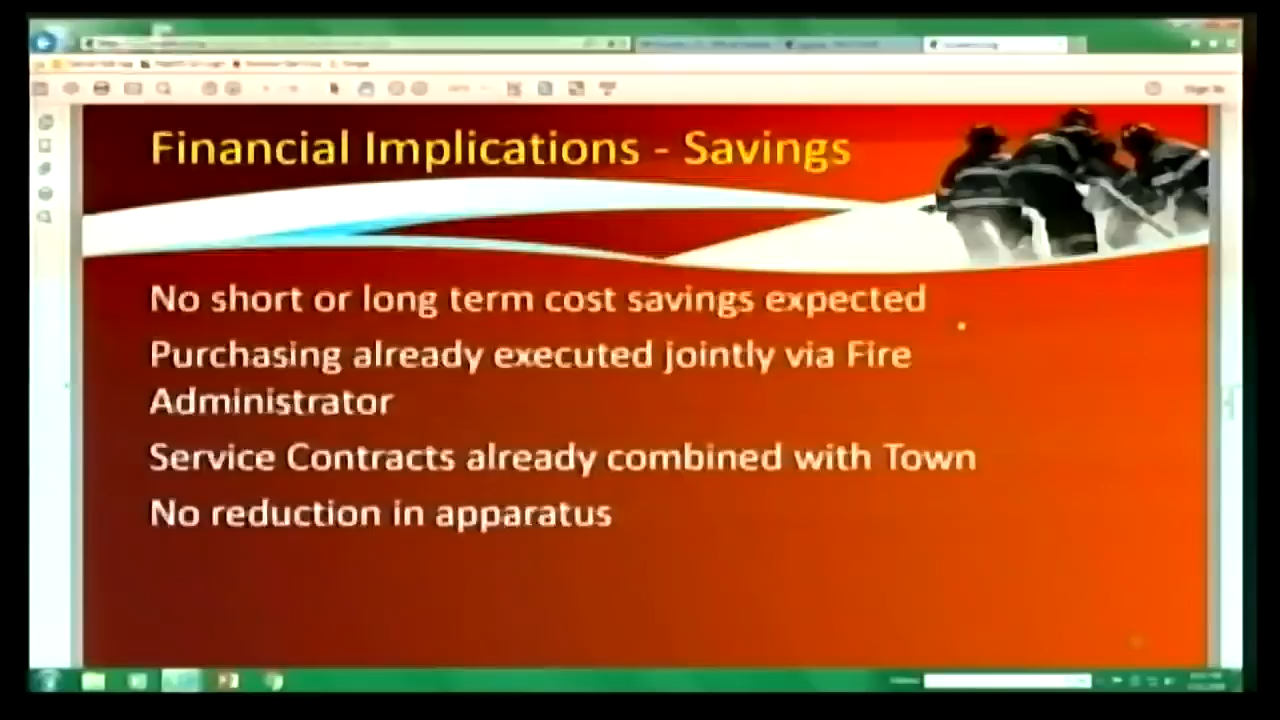 Financial Implications - Savings
No short or long term cost savings expected
Purchasing already executed jointly via Fire
Administrator
Service Contracts already combined with Town
No reduction in apparatus